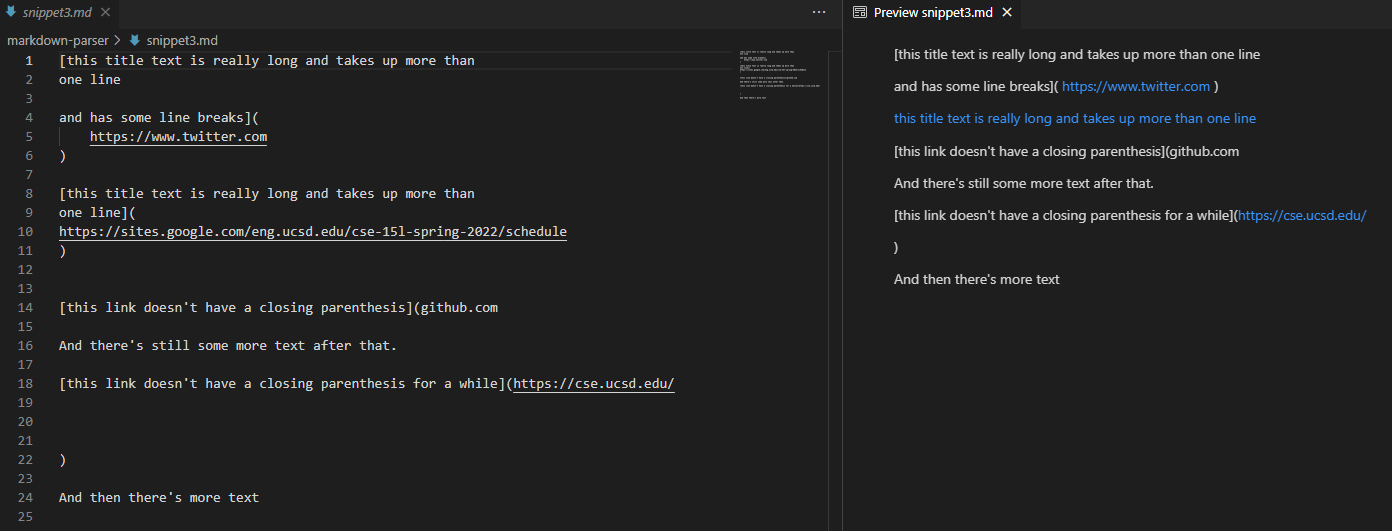 snippet3.md
markdown-parser > snippet3.md
1 [this title text is really long and takes up more than
2 one line
3
4 and has some line breaks](
5 https://www.twitter.com
6 )
7
8 [this title text is really long and takes up more than
9 one line](
10 https://sites.google.com/eng.ucsd.edu/cse-15l-spring-2022/schedule
11 )
12
13
14 [this link doesn't have a closing parenthesis](github.com
15
16 And there's still some more text after that.
17
18 [this link doesn't have a closing parenthesis for a while](https://cse.ucsd.edu/
19
20
21
22 )
23
24 And then there's more text
25
Preview snippet3.md
[this title text is really long and takes up more than one line
and has some line breaks]( https://www.twitter.com )
this title text is really long and takes up more than one line
[this link doesn't have a closing parenthesis](github.com
And there's still some more text after that.
[this link doesn't have a closing parenthesis for a while](https://cse.ucsd.edu/
)
And then there's more text